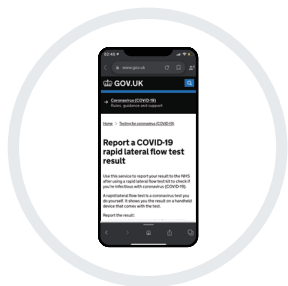 www.gov.uk
GOV.UK
Coronavirus (COVID-19)
Rules, guidance and support
Home > Testing for coronavirus (COVID-19)
Report a COVID-19
rapid lateral flow test
result
Use this service to report your result to the NHS
after using a rapid lateral flow test kit to check if
you're infectious with coronavirus (COVID-19).
A rapid lateral flow test is a coronavirus test you
do yourself. It shows you the result on a handheld
device that comes with the test.
Report the result: